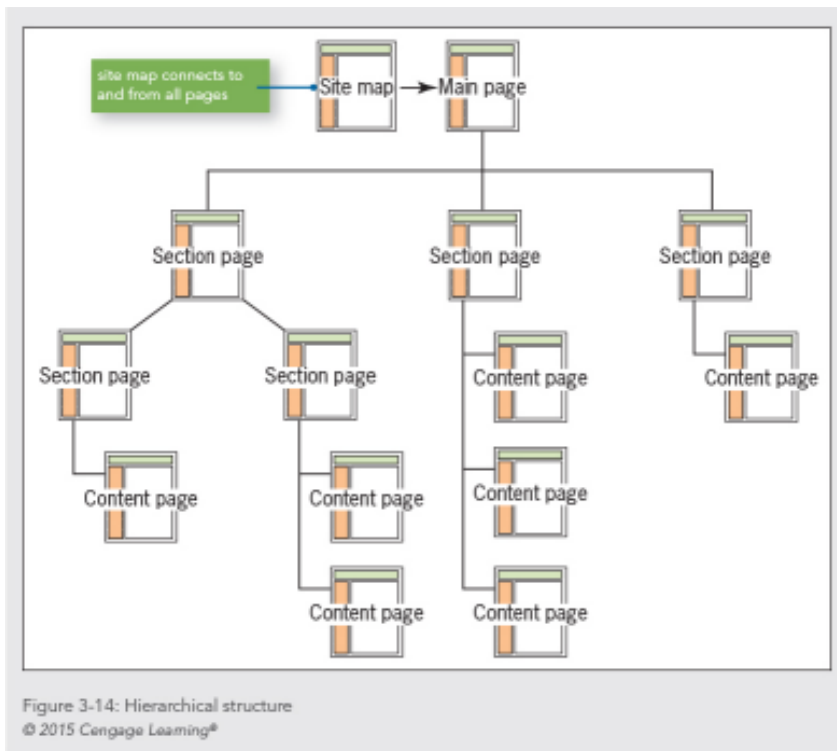 site map connects to
and from all pages
Site map
Main page
Section page
Section page
Section page
Section page
Section page
Content page
Content page
Content page
Content page
Content page
Content page
Content page
Figure 3-14: Hierarchical structure
© 2015 Cengage Learning®